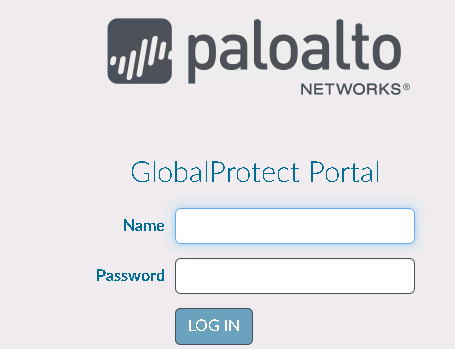 paloalto
NETWORKS®
GlobalProtect Portal
Name
Password
LOG IN